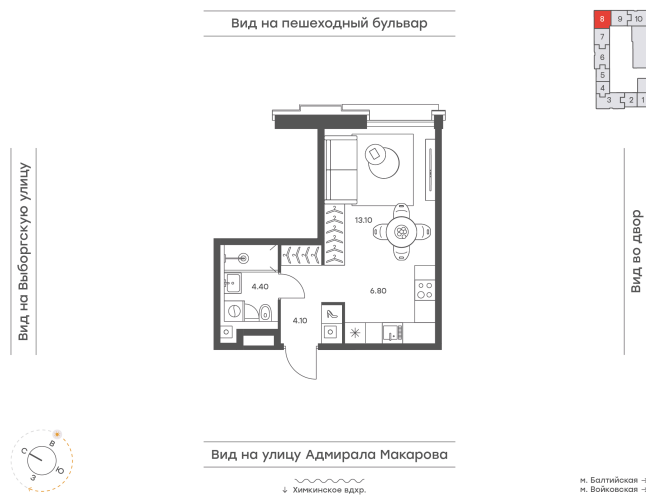 Вид на пешеходный бульвар
8 9 10
7
6
5
4
3 2 1
Вид на Выборгскую улицу
Вид во двор
13.10
4.40
6.80
4.10
В
С
Ю
З
Вид на улицу Адмирала Макарова
↓ Химкинское вдхр.
м. Балтийская
м. Войковская